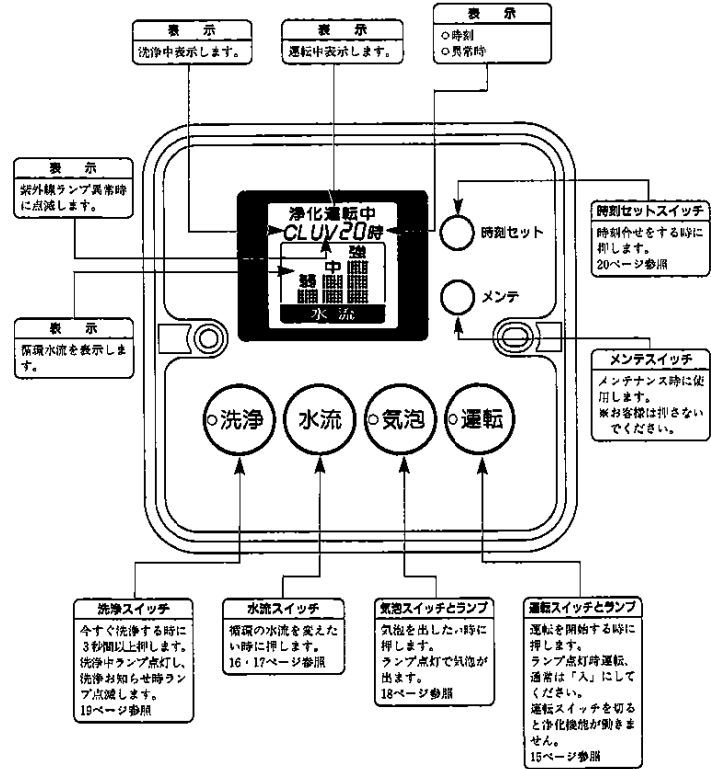 表 示
洗浄中表示します。
表 示
運転中表示します。
表 示
○時刻
○異常時
表 示
紫外線ランプ異常時
に点滅します。
表 示
循環水流を表示しま
す。
浄化運転中
CLUV20時
強
中
弱
水 流
時刻セット
メンテ
時刻セットスイッチ
時刻合せをする時に
押します。
20ページ参照
メンテスイッチ
メンテナンス時に使
用します。
※お客様は押さない
でください。
洗浄
水流
気泡
運転
洗浄スイッチ
今すぐ洗浄する時に
3秒間以上押します。
洗浄中ランプ点灯し、
洗浄お知らせ時ラン
プ点滅します。
19ページ参照
水流スイッチ
循環の水流を変えた
い時に押します。
16・17ページ参照
気泡スイッチとランプ
気泡を出したい時に
押します。
ランプ点灯で気泡が
出ます。
18ページ参照
運転スイッチとランプ
運転を開始する時に
押します。
ランプ点灯時運転、
通常は「入」にして
ください。
運転スイッチを切る
と浄化機能が働きま
せん。
15ページ参照